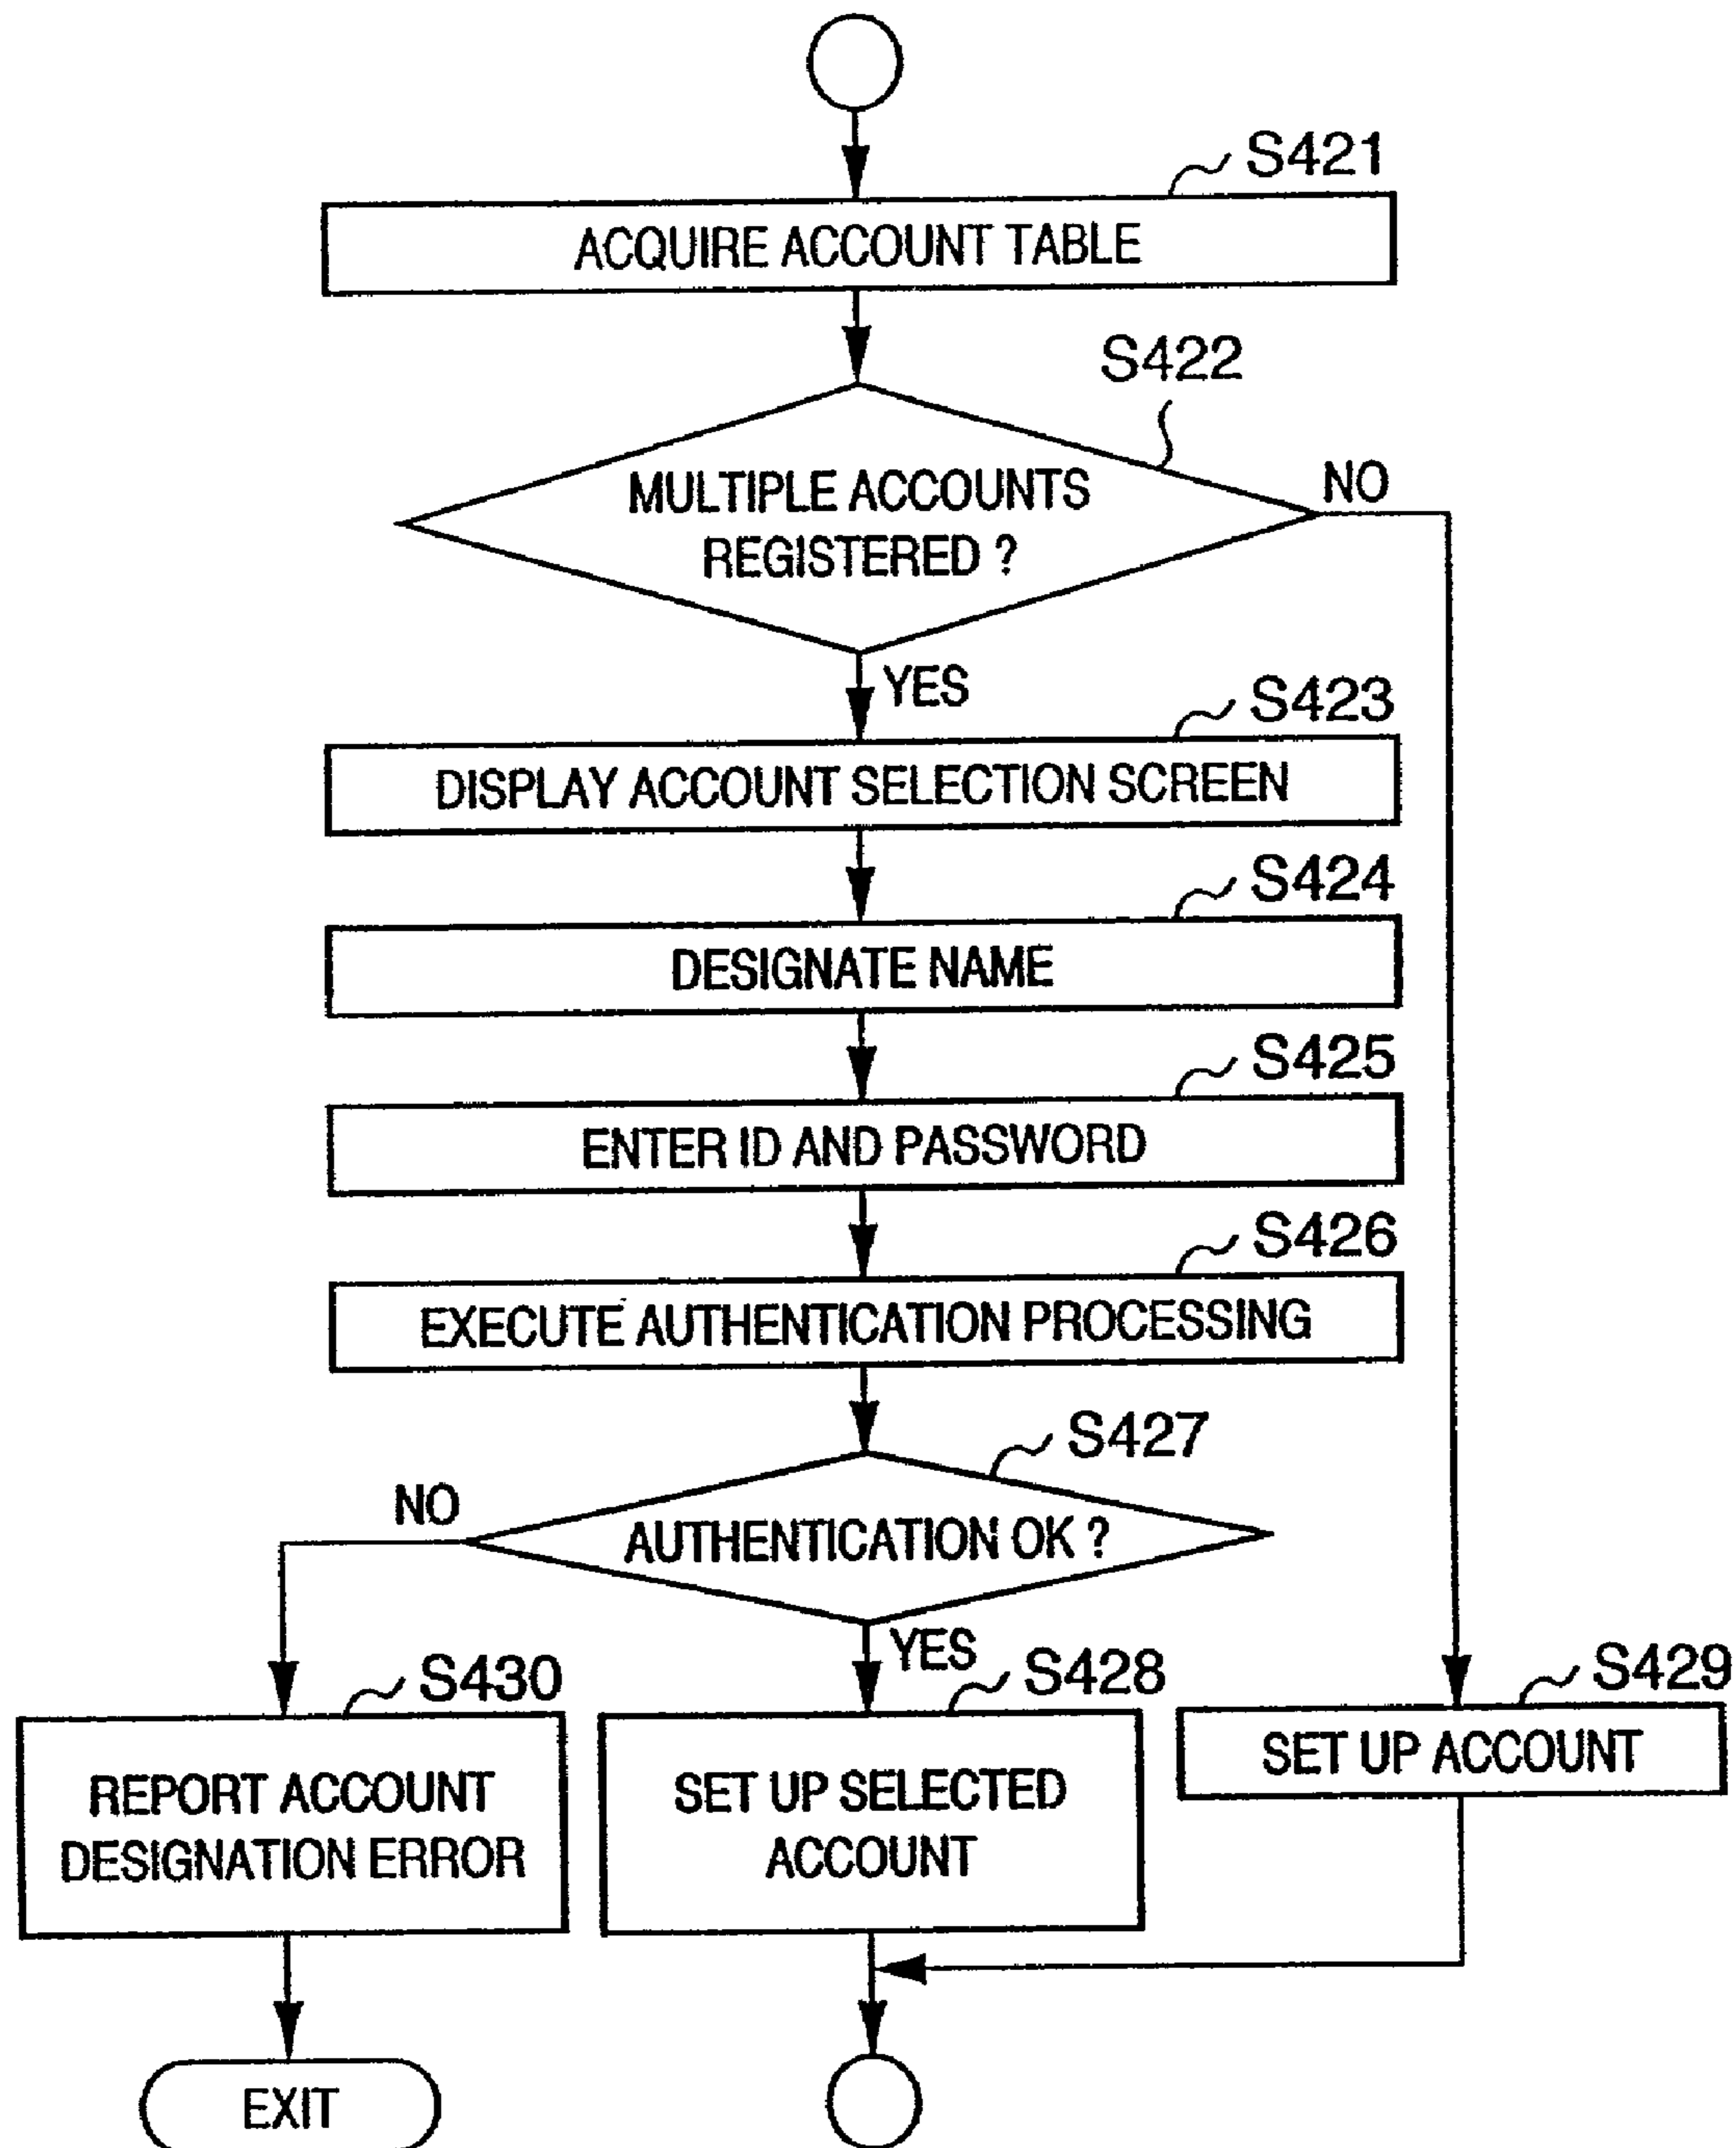 S421
ACQUIRE ACCOUNT TABLE
S422
MULTIPLE ACCOUNTS
REGISTERED ?
NO
YES
S423
DISPLAY ACCOUNT SELECTION SCREEN
S424
DESIGNATE NAME
S425
ENTER ID AND PASSWORD
S426
EXECUTE AUTHENTICATION PROCESSING
S427
AUTHENTICATION OK ?
NO
YES
S430
REPORT ACCOUNT
DESIGNATION ERROR
S428
SET UP SELECTED
ACCOUNT
S429
SET UP ACCOUNT
EXIT